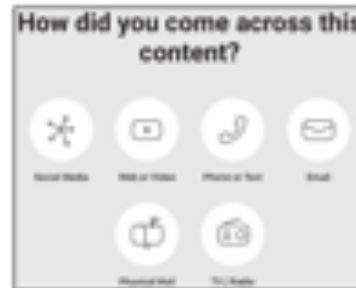 How did you come across this
content?
Social Media
Web or Video
Phone or Text
Email
Physical Mail
TV / Radio